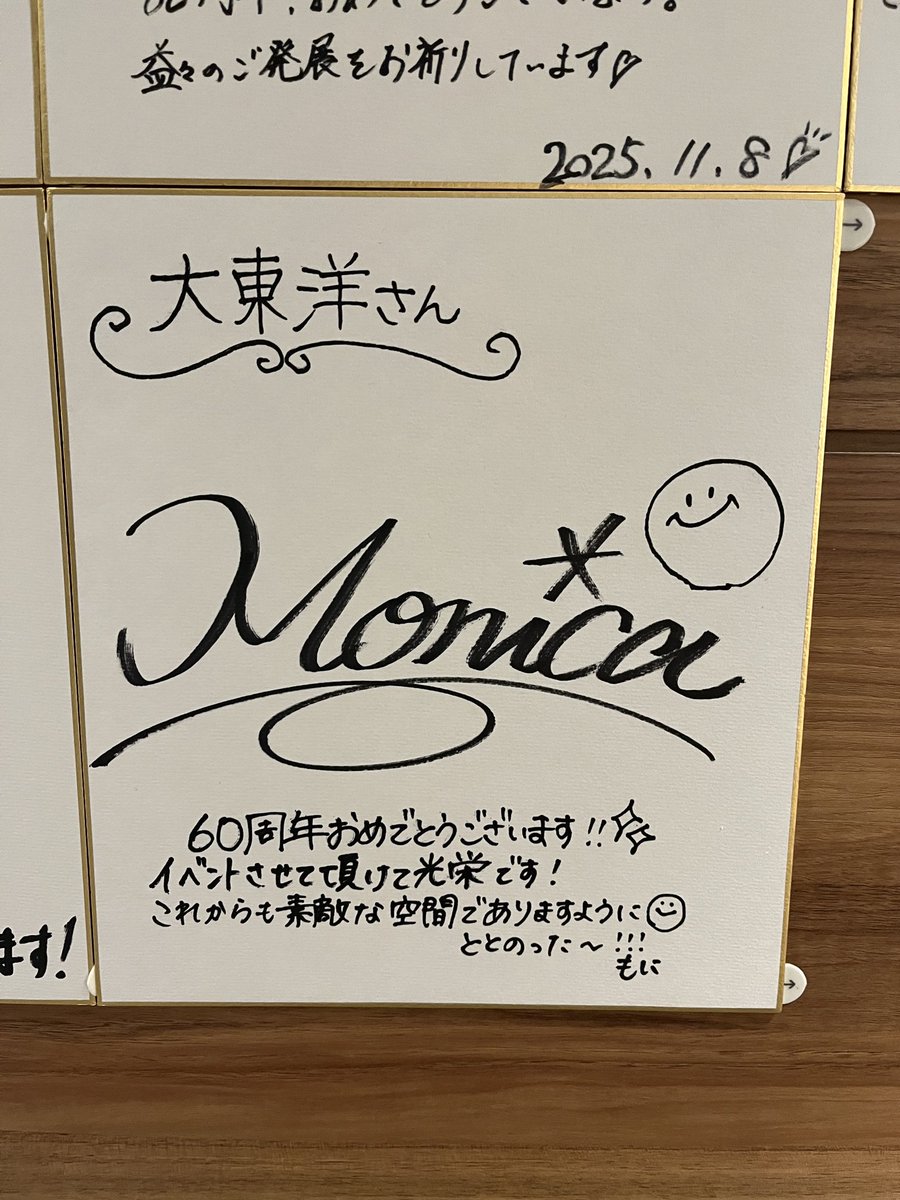 益々のご発展をお祈りしています♡
2025.11.8
大東洋さん
Monica
60周年おめでとうございます!!
イベントさせて頂けて光栄です!
これからも素敵な空間でありますように
ととのった~!!!
もに
ます!